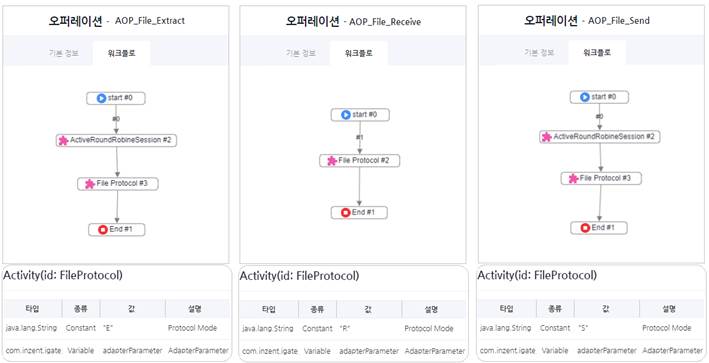 오퍼레이션 - AOP_File_Extract
기본 정보 워크플로
start #0
#0
ActiveRoundRobineSession #2
File Protocol #3
End #1
Activity(id: FileProtocol)
타입 종류 값 설명
java.lang.String Constant "E" Protocol Mode
com.inzent.igate Variable adapterParameter AdapterParameter
오퍼레이션 - AOP_File_Receive
기본 정보 워크플로
start #0
#1
File Protocol #2
End #1
Activity(id: FileProtocol)
타입 종류 값 설명
java.lang.String Constant "R" Protocol Mode
com.inzent.igate Variable adapterParameter AdapterParameter
오퍼레이션 - AOP_File_Send
기본 정보 워크플로
start #0
#0
ActiveRoundRobineSession #2
File Protocol #3
End #1
Activity(id: FileProtocol)
타입 종류 값 설명
java.lang.String Constant "S" Protocol Mode
com.inzent.igate Variable adapterParameter AdapterParameter